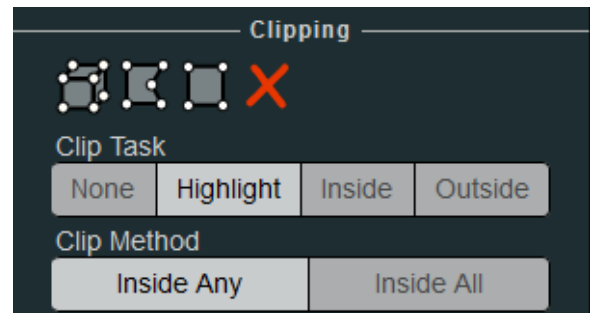 Clipping
Clip Task
None Highlight Inside Outside
Clip Method
Inside Any Inside All